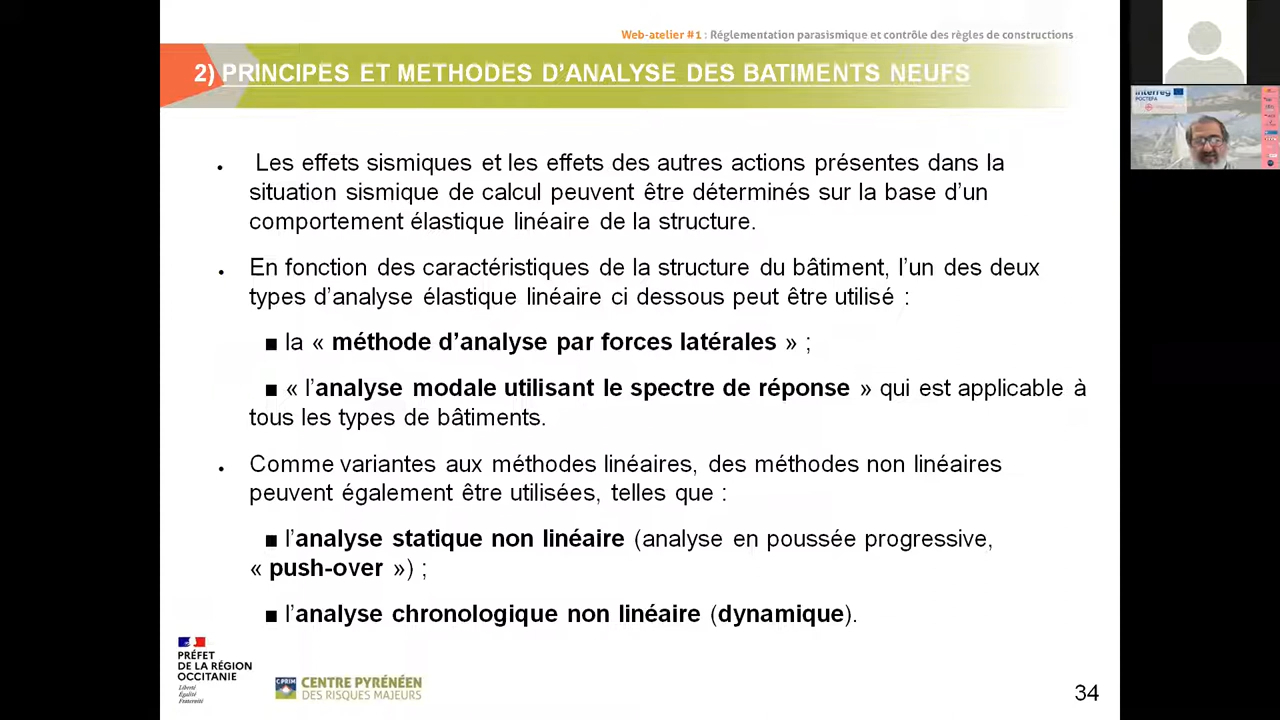 Web-atelier #1 : Réglementation parasismique et contrôle des règles de constructions
2) PRINCIPES ET METHODES D'ANALYSE DES BATIMENTS NEUFS
• Les effets sismiques et les effets des autres actions présentes dans la
situation sismique de calcul peuvent être déterminés sur la base d'un
comportement élastique linéaire de la structure.
• En fonction des caractéristiques de la structure du bâtiment, l'un des deux
types d'analyse élastique linéaire ci dessous peut être utilisé :
■ la « méthode d'analyse par forces latérales » ;
■ « l'analyse modale utilisant le spectre de réponse » qui est applicable à
tous les types de bâtiments.
• Comme variantes aux méthodes linéaires, des méthodes non linéaires
peuvent également être utilisées, telles que :
■ l'analyse statique non linéaire (analyse en poussée progressive,
« push-over ») ;
■ l'analyse chronologique non linéaire (dynamique).
PRÉFET
DE LA RÉGION
OCCITANIE
Liberté
Égalité
Fraternité
CPRIM
CENTRE PYRÉNÉEN
DES RISQUES MAJEURS
34
Interreg
POCTEFA